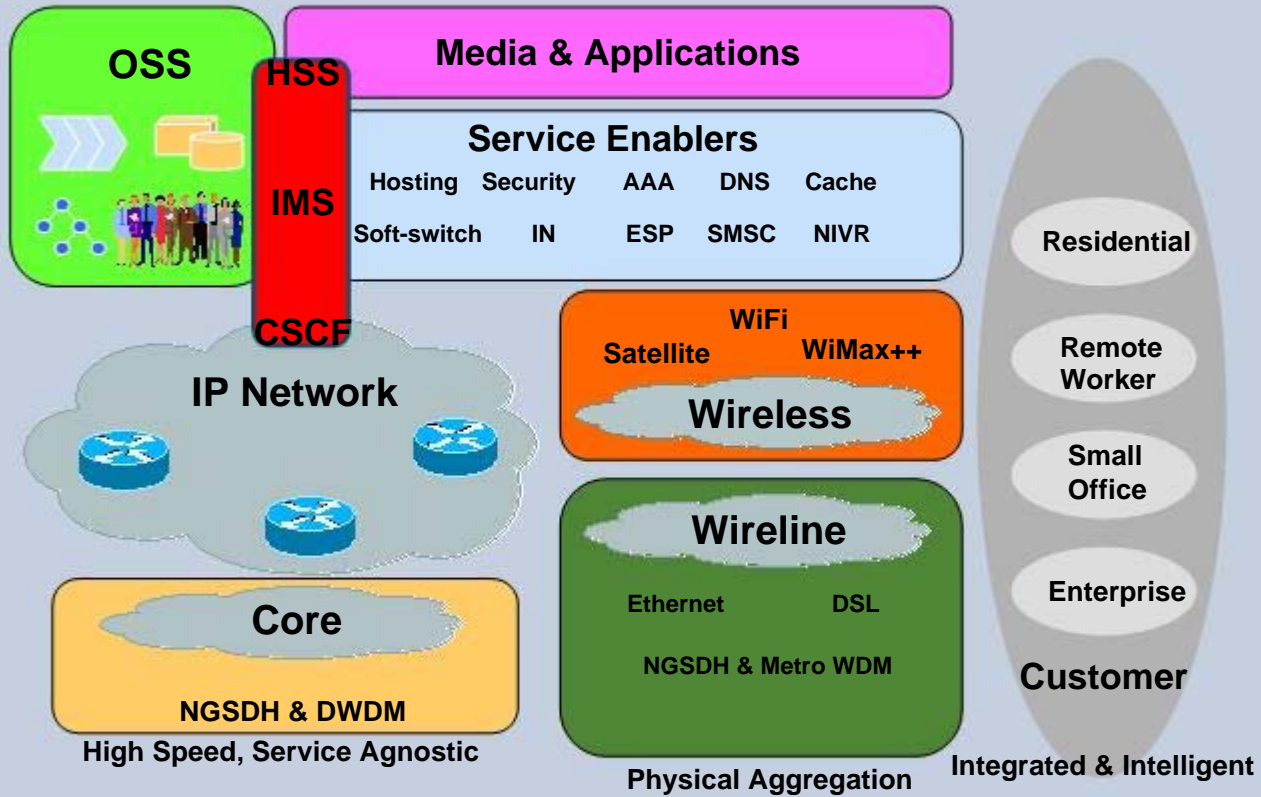 OSS
HSS
IMS
CSCF
Media & Applications
Service Enablers
Hosting Security AAA DNS Cache
Soft-switch IN ESP SMSC NIVR
IP Network
WiFi
Satellite WiMax++
Wireless
Wireline
Ethernet DSL
NGSDH & Metro WDM
Physical Aggregation
Core
NGSDH & DWDM
High Speed, Service Agnostic
Residential
Remote
Worker
Small
Office
Enterprise
Customer
Integrated & Intelligent